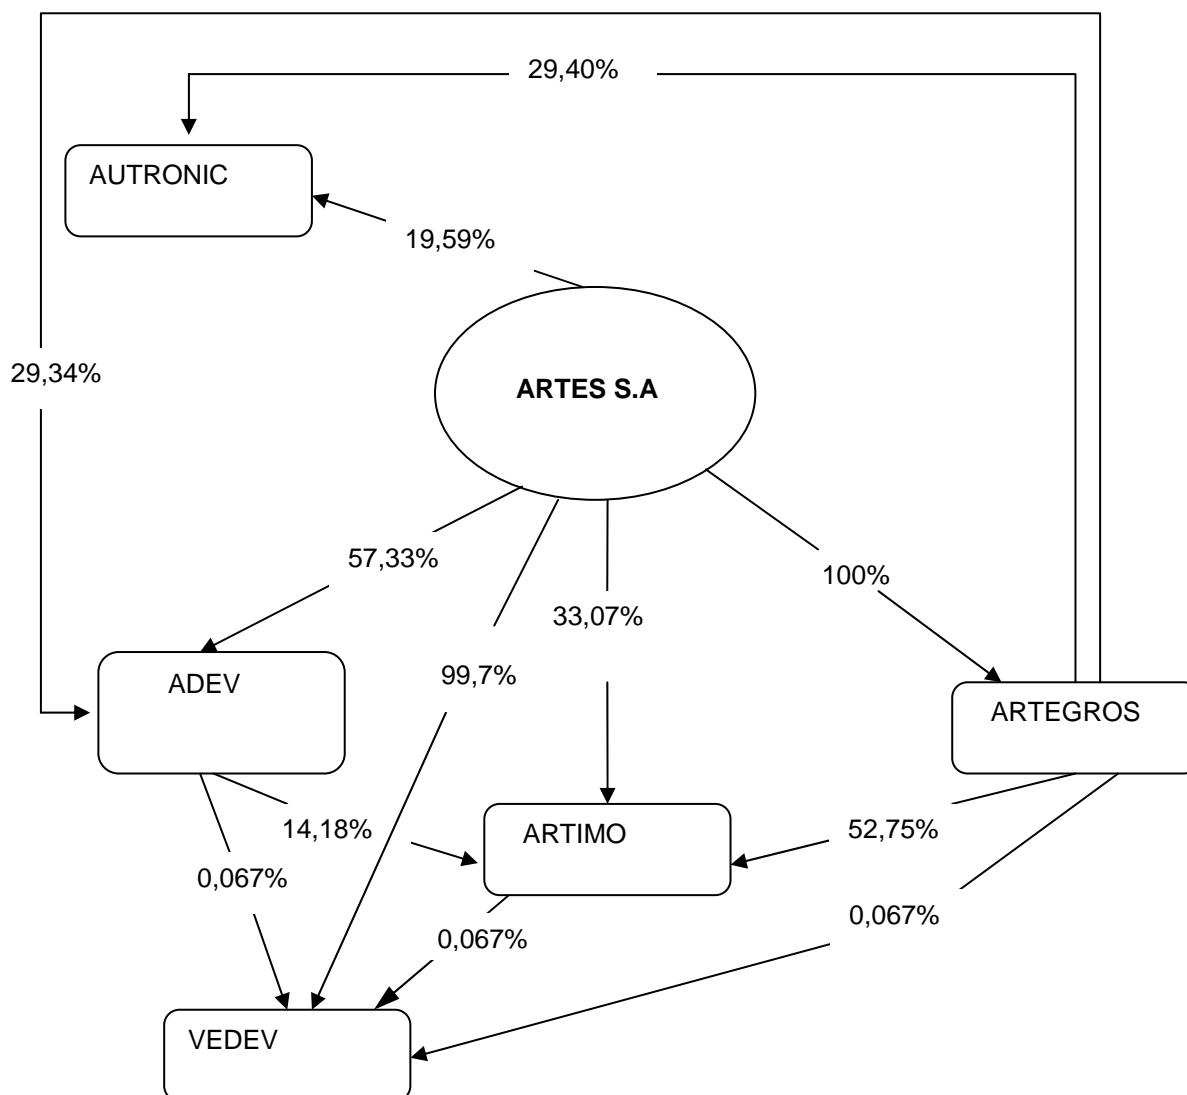 29,40%
AUTRONIC
19,59%
29,34%
ARTES S.A
57,33%
100%
33,07%
99,7%
ADEV
ARTEGROS
14,18%
ARTIMO
52,75%
0,067%
0,067%
0,067%
VEDEV